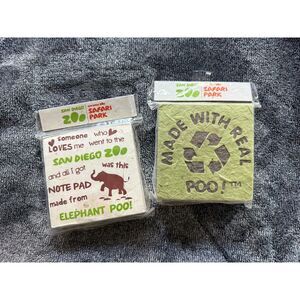 SAN DIEGO
ZOO
SAFARI
PARK
someone who
LOVES me went to the
SAN DIEGO ZOO
and all I got was this
NOTE PAD
made from
ELEPHANT POO!
SAN DIEGO
ZOO
SAFARI
PARK
MADE WITH REAL
POO!